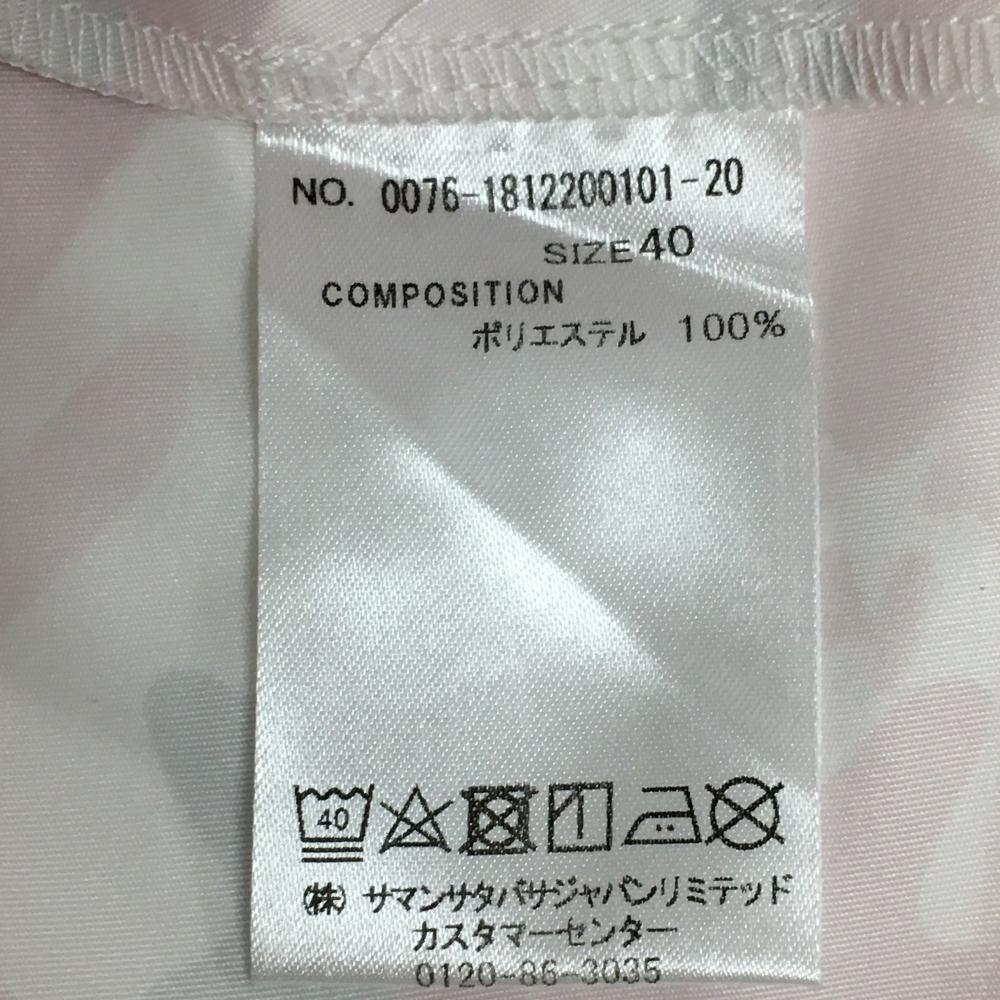 NO. 0076-1812200101-20
SIZE 40
COMPOSITION
ポリエステル 100%
40
㈱ サマンサタバサジャパンリミテッド
カスタマーセンター
0120-86-3035